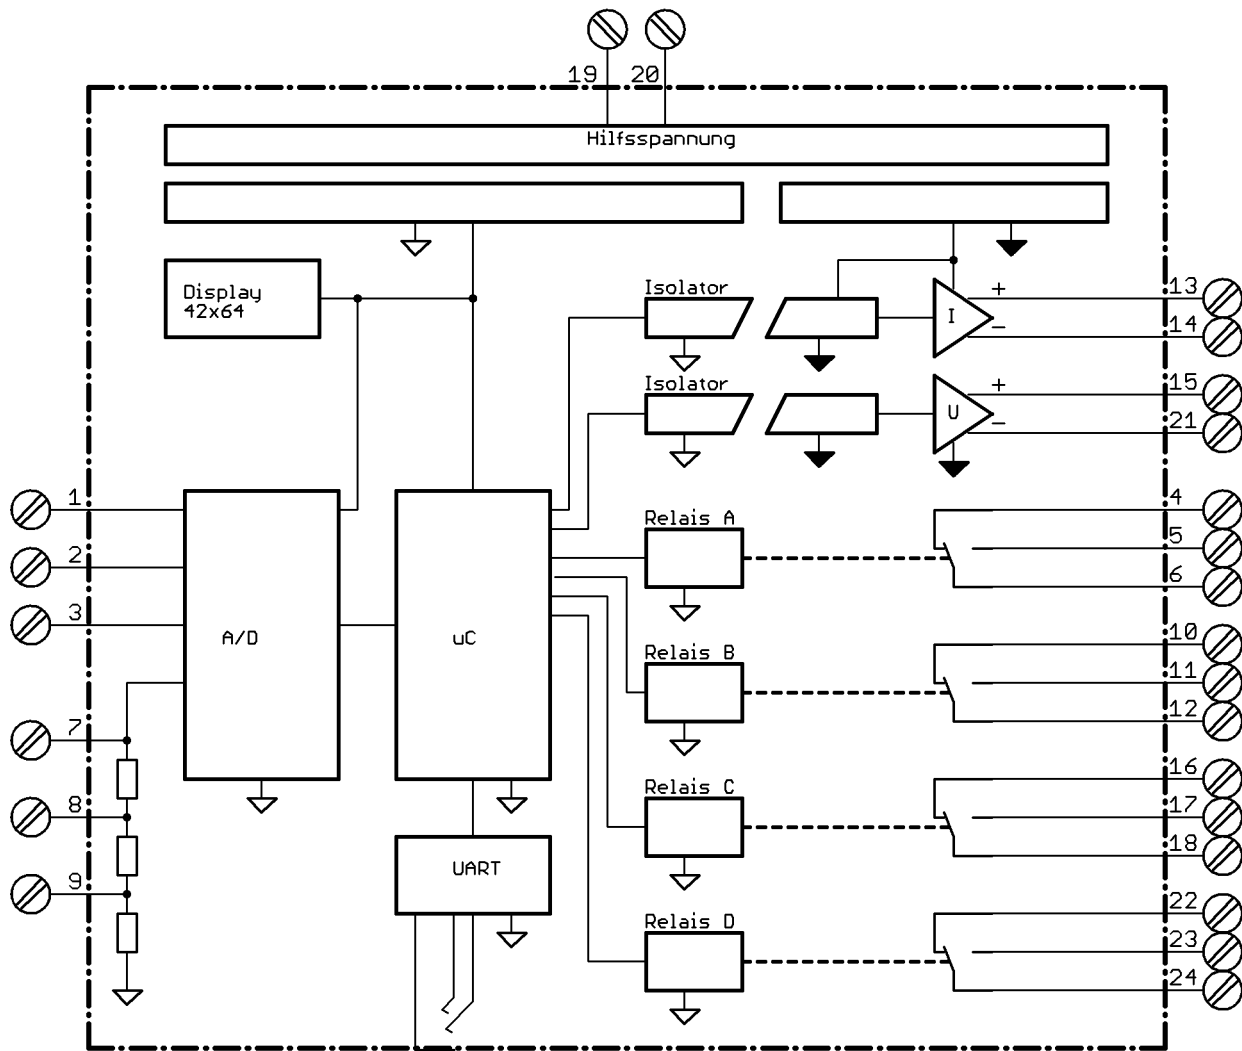 19 20
Hilfsspannung
Display
42x64
Isolator
I
+
-
13
14
Isolator
U
+
-
15
21
1
2
3
A/D
uC
Relais A
4
5
6
Relais B
10
11
12
7
8
9
UART
Relais C
16
17
18
Relais D
22
23
24